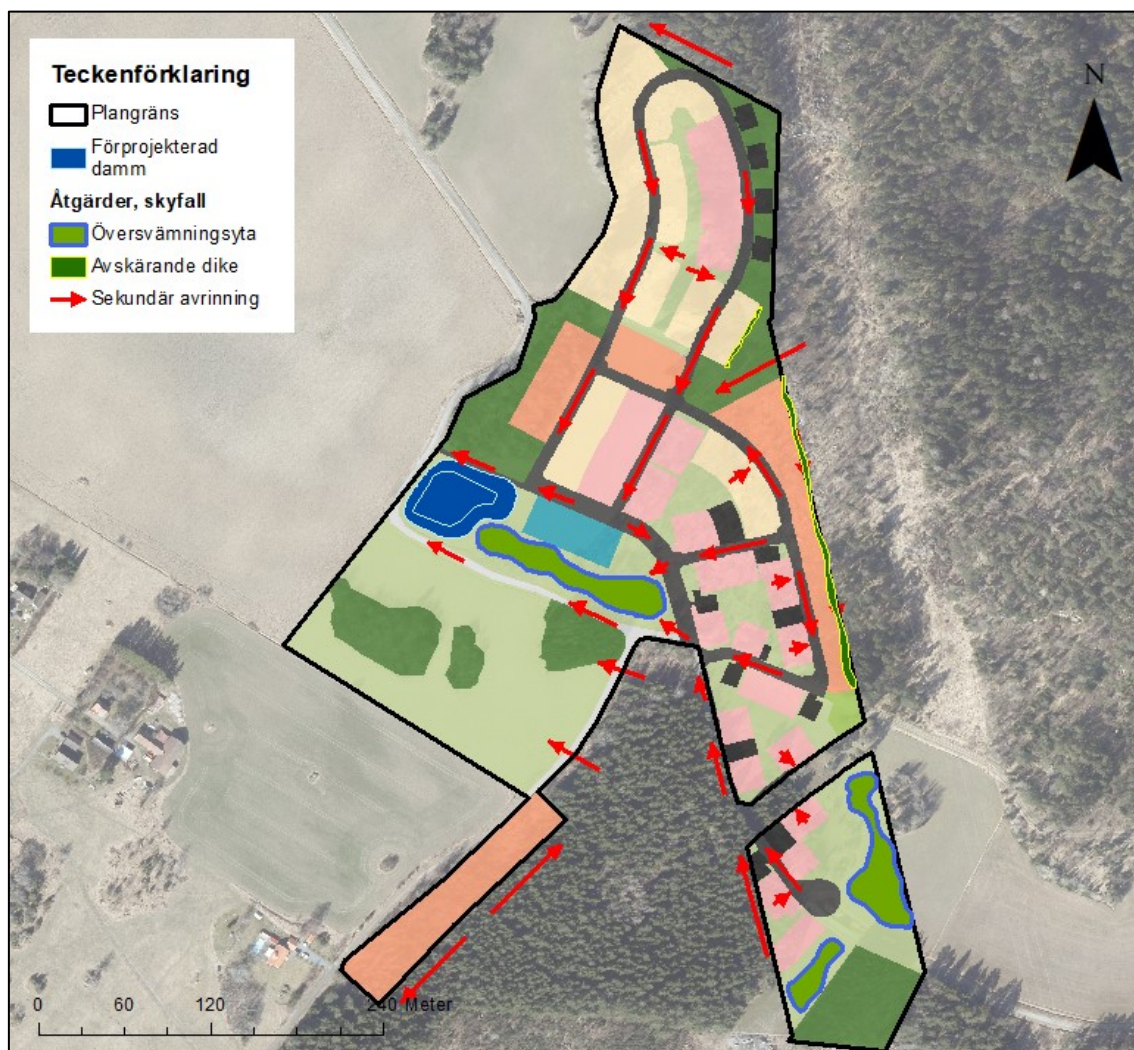 Teckenförklaring
Plangräns
Förprojekterad
damm
Åtgärder, skyfall
Översvämningsyta
Avskärande dike
Sekundär avrinning
N
0 60 120 240 Meter